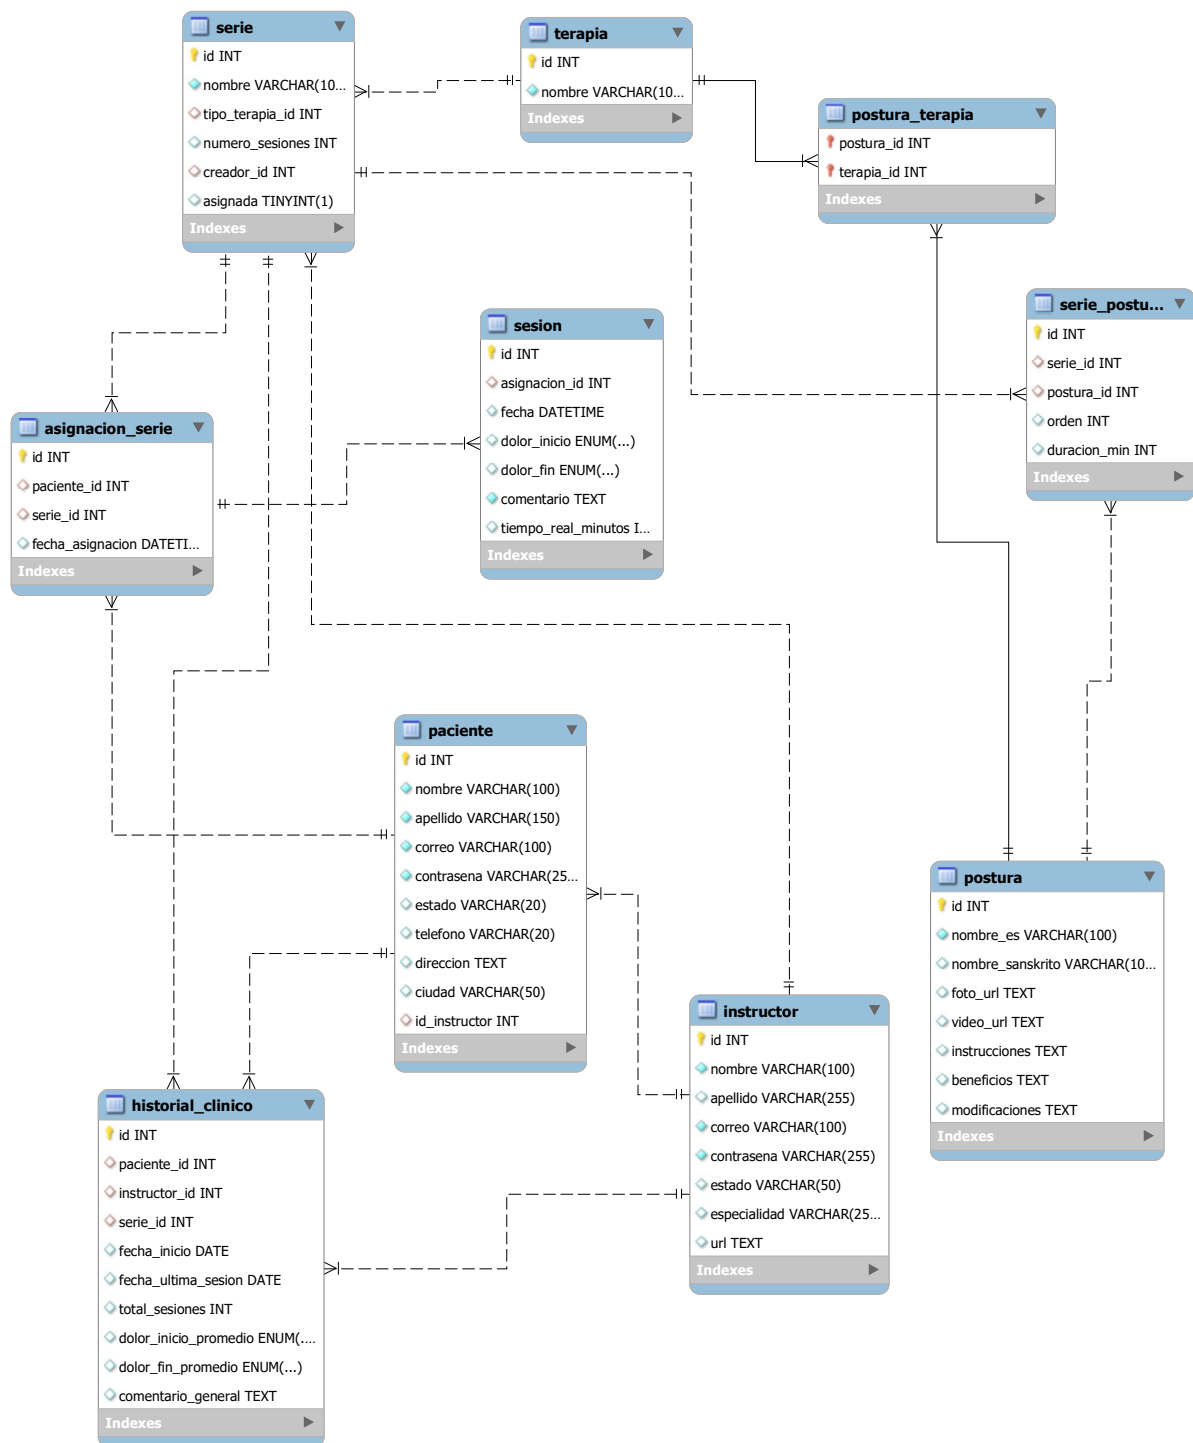 serie
id INT
nombre VARCHAR(10...
tipo_terapia_id INT
numero_sesiones INT
creador_id INT
asignada TINYINT(1)
Indexes
terapia
id INT
nombre VARCHAR(10...
Indexes
postura_terapia
postura_id INT
terapia_id INT
Indexes
serie_postu...
id INT
serie_id INT
postura_id INT
orden INT
duracion_min INT
Indexes
sesion
id INT
asignacion_id INT
fecha DATETIME
dolor_inicio ENUM(...)
dolor_fin ENUM(...)
comentario TEXT
tiempo_real_minutos I...
Indexes
asignacion_serie
id INT
paciente_id INT
serie_id INT
fecha_asignacion DATETI...
Indexes
paciente
id INT
nombre VARCHAR(100)
apellido VARCHAR(150)
correo VARCHAR(100)
contrasena VARCHAR(25...
estado VARCHAR(20)
telefono VARCHAR(20)
direccion TEXT
ciudad VARCHAR(50)
id_instructor INT
Indexes
postura
id INT
nombre_es VARCHAR(100)
nombre_sanskrito VARCHAR(10...
foto_url TEXT
video_url TEXT
instrucciones TEXT
beneficios TEXT
modificaciones TEXT
Indexes
instructor
id INT
nombre VARCHAR(100)
apellido VARCHAR(255)
correo VARCHAR(100)
contrasena VARCHAR(255)
estado VARCHAR(50)
especialidad VARCHAR(25...
url TEXT
Indexes
historial_clinico
id INT
paciente_id INT
instructor_id INT
serie_id INT
fecha_inicio DATE
fecha_ultima_sesion DATE
total_sesiones INT
dolor_inicio_promedio ENUM(....
dolor_fin_promedio ENUM(...)
comentario_general TEXT
Indexes